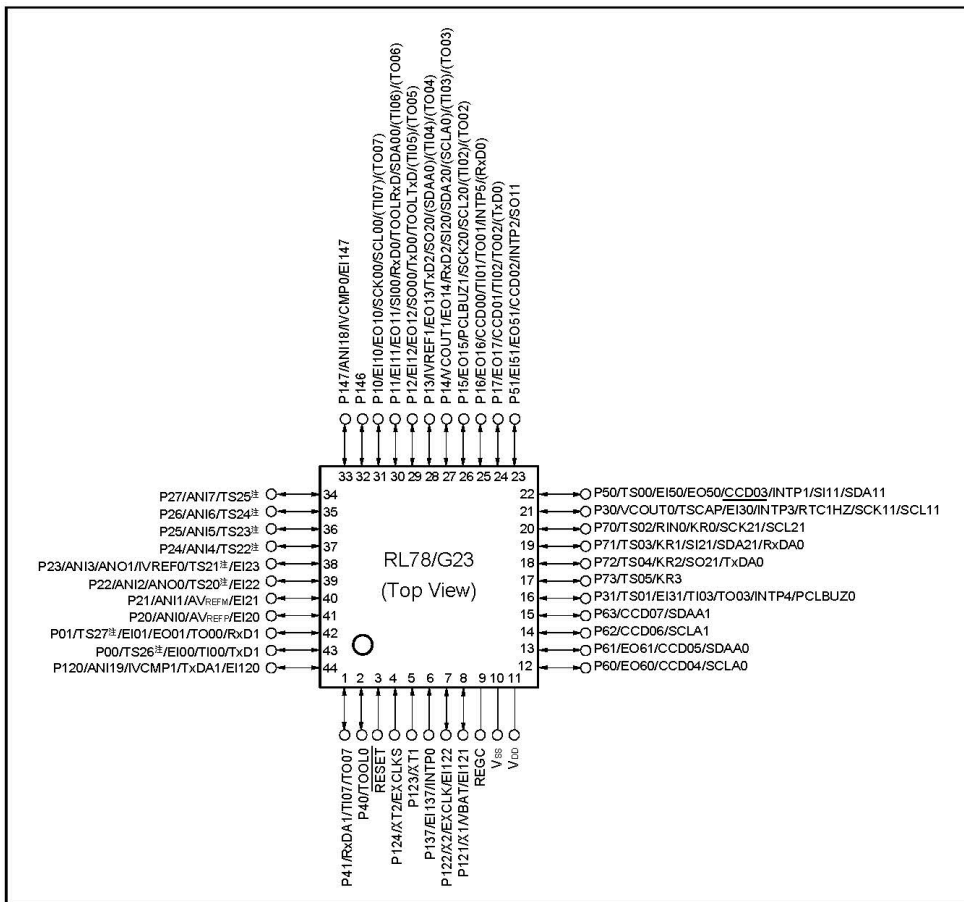 P147/ANI18/IVCMP0/EI147
P146
P10/EI10/EO10/SCK00/SCL00/(TI07)/(TO07)
P11/EI11/EO11/SI00/RxD0/TOOLRxD/SDA00/(TI06)/(TO06)
P12/EI12/EO12/SO00/TxD0/TOOLTxD/(TI05)/(TO05)
P13/IVREF1/EO13/TxD2/SO20/(SDAA0)/(TI04)/(TO04)
P14/VCOUT1/EO14/RxD2/SI20/SDA20/(SCLA0)/(TI03)/(TO03)
P15/EO15/PCLBUZ1/SCK20/SCL20/(TI02)/(TO02)
P16/EO16/CCD00/TI01/TO01/INTP5/(RxD0)
P17/EO17/CCD01/TI02/TO02/(TxD0)
P51/EI51/EO51/CCD02/INTP2/SO11
33 32 31 30 29 28 27 26 25 24 23
P27/ANI7/TS25注 34
P26/ANI6/TS24注 35
P25/ANI5/TS23注 36
P24/ANI4/TS22注 37
P23/ANI3/ANO1/IVREF0/TS21注/EI23 38
P22/ANI2/ANO0/TS20注/EI22 39
P21/ANI1/AVREFM/EI21 40
P20/ANI0/AVREFP/EI20 41
P01/TS27注/EI01/EO01/TO00/RxD1 42
P00/TS26注/EI00/TI00/TxD1 43
P120/ANI19/IVCMP1/TxDA1/EI120 44
RL78/G23
(Top View)
22 P50/TS00/EI50/EO50/CCD03/INTP1/SI11/SDA11
21 P30/VCOUT0/TSCAP/EI30/INTP3/RTC1HZ/SCK11/SCL11
20 P70/TS02/RIN0/KR0/SCK21/SCL21
19 P71/TS03/KR1/SI21/SDA21/RxDA0
18 P72/TS04/KR2/SO21/TxDA0
17 P73/TS05/KR3
16 P31/TS01/EI31/TI03/TO03/INTP4/PCLBUZ0
15 P63/CCD07/SDAA1
14 P62/CCD06/SCLA1
13 P61/EO61/CCD05/SDAA0
12 P60/EO60/CCD04/SCLA0
1 2 3 4 5 6 7 8 9 10 11
P41/RxDA1/TI07/TO07
P40/TOOL0
RESET
P124/XT2/EXCLKS
P123/XT1
P137/EI137/INTP0
P122/X2/EXCLK/EI122
P121/X1/VBAT/EI121
REGC
VSS
VDD